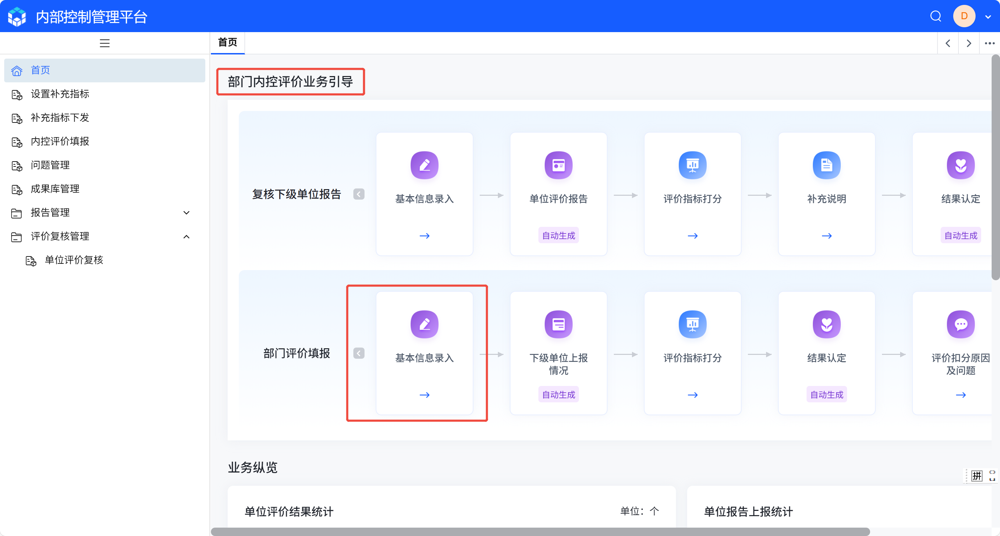 内部控制管理平台
D
首页
首页
设置补充指标
补充指标下发
内控评价填报
问题管理
成果库管理
报告管理
评价复核管理
单位评价复核
部门内控评价业务引导
复核下级单位报告
基本信息录入
单位评价报告
自动生成
评价指标打分
补充说明
结果认定
自动生成
部门评价填报
基本信息录入
下级单位上报
情况
自动生成
评价指标打分
结果认定
自动生成
评价扣分原因
及问题
业务纵览
单位评价结果统计
单位：个
单位报告上报统计
拼